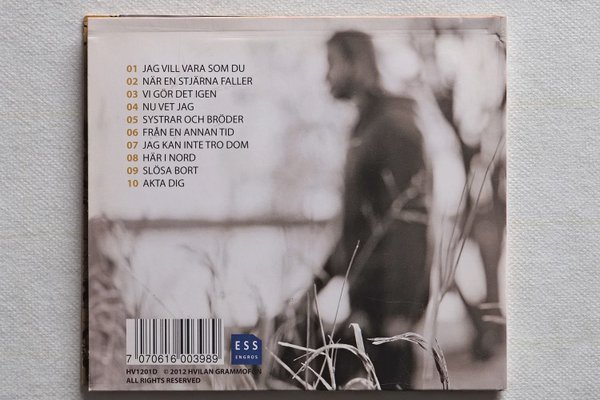 01 JAG VILL VARA SOM DU
02 NÄR EN STJÄRNA FALLER
03 VI GÖR DET IGEN
04 NU VET JAG
05 SYSTRAR OCH BRÖDER
06 FRÅN EN ANNAN TID
07 JAG KAN INTE TRO DOM
08 HÄR I NORD
09 SLÖSA BORT
10 AKTA DIG
7 070616 003989
ESS
ENGROS
HV1201D © 2012 HVILAN GRAMMOFON
ALL RIGHTS RESERVED